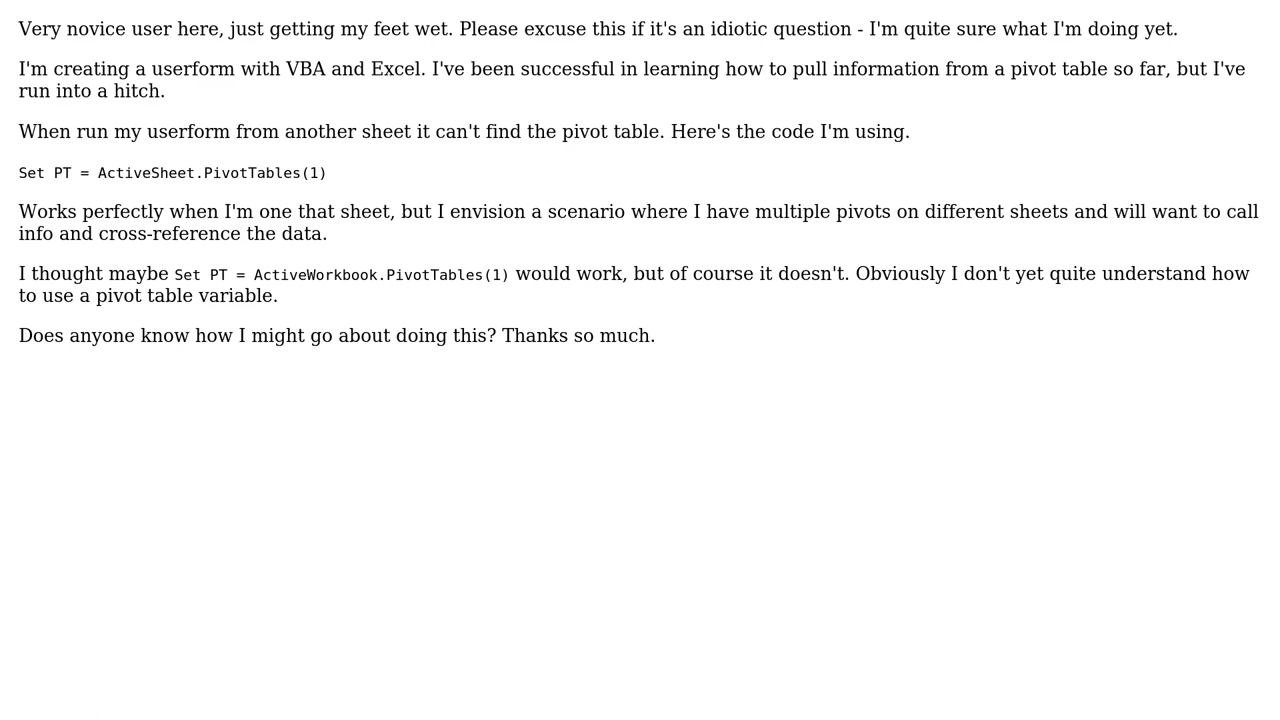 Very novice user here, just getting my feet wet. Please excuse this if it's an idiotic question - I'm quite sure what I'm doing yet.
I'm creating a userform with VBA and Excel. I've been successful in learning how to pull information from a pivot table so far, but I've
run into a hitch.
When run my userform from another sheet it can't find the pivot table. Here's the code I'm using.
Set PT = ActiveSheet.PivotTables(1)
Works perfectly when I'm one that sheet, but I envision a scenario where I have multiple pivots on different sheets and will want to call
info and cross-reference the data.
I thought maybe Set PT = ActiveWorkbook.PivotTables(1) would work, but of course it doesn't. Obviously I don't yet quite understand how
to use a pivot table variable.
Does anyone know how I might go about doing this? Thanks so much.